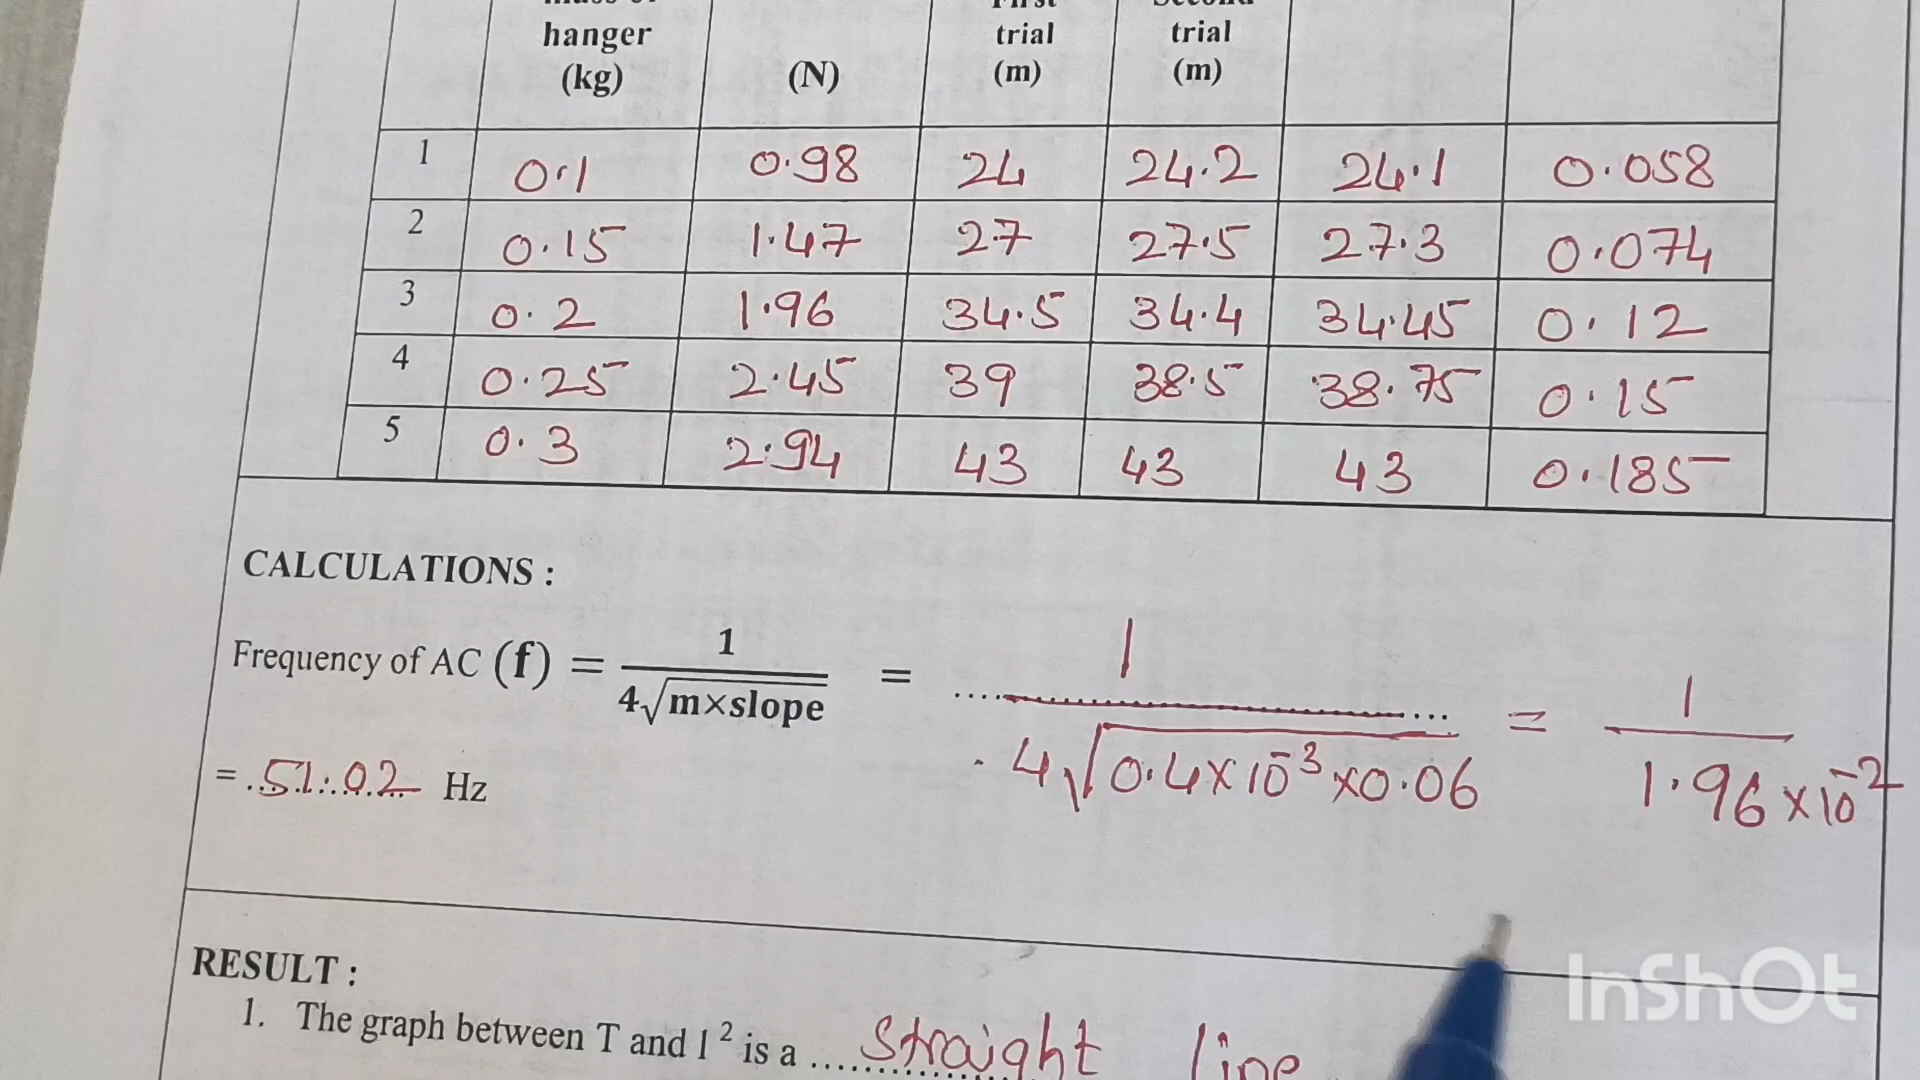 hanger trial trial
(kg) (N) (m) (m)
1 0.1 0.98 24 24.2 24.1 0.058
2 0.15 1.47 27 27.5 27.3 0.074
3 0.2 1.96 34.5 34.4 34.45 0.12
4 0.25 2.45 39 38.5 38.75 0.15
5 0.3 2.94 43 43 43 0.185
CALCULATIONS :
Frequency of AC (f) = 1 / 4√m×slope = 1 / 4√0.4×10⁻³×0.06 = 1 / 1.96×10⁻²
= 51.02 Hz
RESULT :
1. The graph between T and l² is a ... straight line
InShOt